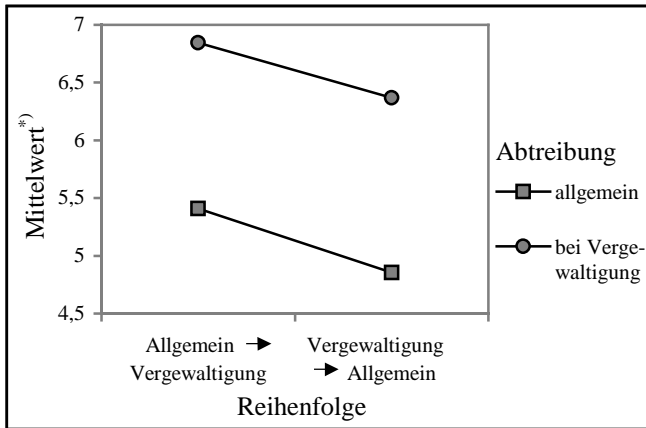 7
6,5
6
5,5
5
4,5
Mittelwert*)
Allgemein → Vergewaltigung
Vergewaltigung → Allgemein
Reihenfolge
Abtreibung
allgemein
bei Verge-
waltigung